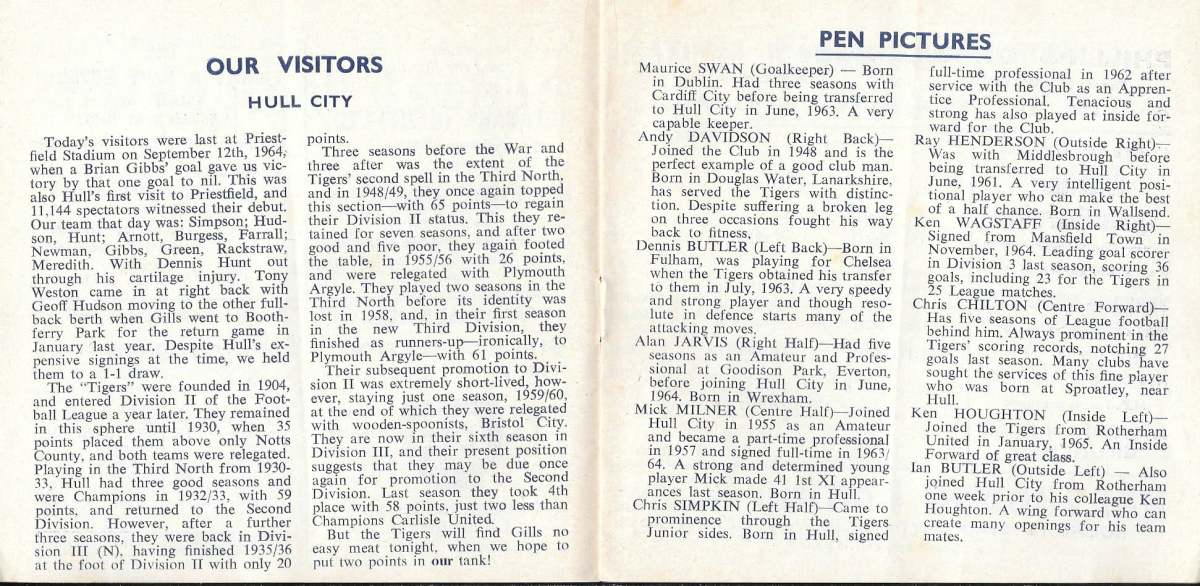 OUR VISITORS
HULL CITY
Today's visitors were last at Priest-
field Stadium on September 12th, 1964,
when a Brian Gibbs' goal gave us vic-
tory by that one goal to nil. This was
also Hull's first visit to Priestfield, and
11,144 spectators witnessed their debut.
Our team that day was: Simpson; Hud-
son, Hunt; Arnott, Burgess, Farrall;
Newman, Gibbs, Green, Rackstraw,
Meredith. With Dennis Hunt out
through his cartilage injury. Tony
Weston came in at right back with
Geoff Hudson moving to the other full-
back berth when Gills went to Booth-
ferry Park for the return game in
January last year. Despite Hull's ex-
pensive signings at the time, we held
them to a 1-1 draw.
The "Tigers" were founded in 1904,
and entered Division II of the Foot-
ball League a year later. They remained
in this sphere until 1930, when 35
points placed them above only Notts
County, and both teams were relegated.
Playing in the Third North from 1930-
33, Hull had three good seasons and
were Champions in 1932/33, with 59
points, and returned to the Second
Division. However, after a further
three seasons, they were back in Divi-
sion III (N), having finished 1935/36
at the foot of Division II with only 20
points.
Three seasons before the War and
three after was the extent of the
Tigers' second spell in the Third North,
and in 1948/49, they once again topped
this section—with 65 points—to regain
their Division II status. This they re-
tained for seven seasons, and after two
good and five poor, they again footed
the table, in 1955/56 with 26 points,
and were relegated with Plymouth
Argyle. They played two seasons in the
Third North before its identity was
lost in 1958, and, in their first season
in the new Third Division, they
finished as runners-up—ironically, to
Plymouth Argyle—with 61 points.
Their subsequent promotion to Divi-
sion II was extremely short-lived, how-
ever, staying just one season, 1959/60,
at the end of which they were relegated
with wooden-spoonists, Bristol City.
They are now in their sixth season in
Division III, and their present position
suggests that they may be due once
again for promotion to the Second
Division. Last season they took 4th
place with 58 points, just two less than
Champions Carlisle United.
But the Tigers will find Gills no
easy meat tonight, when we hope to
put two points in our tank!
PEN PICTURES
Maurice SWAN (Goalkeeper) — Born
in Dublin. Had three seasons with
Cardiff City before being transferred
to Hull City in June, 1963. A very
capable keeper.
Andy DAVIDSON (Right Back)—
Joined the Club in 1948 and is the
perfect example of a good club man.
Born in Douglas Water, Lanarkshire,
has served the Tigers with distinc-
tion. Despite suffering a broken leg
on three occasions fought his way
back to fitness.
Dennis BUTLER (Left Back)—Born in
Fulham, was playing for Chelsea
when the Tigers obtained his transfer
to them in July, 1963. A very speedy
and strong player and though reso-
lute in defence starts many of the
attacking moves.
Alan JARVIS (Right Half)—Had five
seasons as an Amateur and Profes-
sional at Goodison Park, Everton,
before joining Hull City in June,
1964. Born in Wrexham.
Mick MILNER (Centre Half)—Joined
Hull City in 1955 as an Amateur
and became a part-time professional
in 1957 and signed full-time in 1963/
64. A strong and determined young
player Mick made 41 1st XI appear-
ances last season. Born in Hull.
Chris SIMPKIN (Left Half)—Came to
prominence through the Tigers
Junior sides. Born in Hull, signed
full-time professional in 1962 after
service with the Club as an Appren-
tice Professional. Tenacious and
strong has also played at inside for-
ward for the Club.
Ray HENDERSON (Outside Right)—
Was with Middlesbrough before
being transferred to Hull City in
June, 1961. A very intelligent posi-
tional player who can make the best
of a half chance. Born in Wallsend.
Ken WAGSTAFF (Inside Right)—
Signed from Mansfield Town in
November, 1964. Leading goal scorer
in Division 3 last season, scoring 36
goals, including 23 for the Tigers in
25 League matches.
Chris CHILTON (Centre Forward)—
Has five seasons of League football
behind him. Always prominent in the
Tigers' scoring records, notching 27
goals last season. Many clubs have
sought the services of this fine player
who was born at Sproatley, near
Hull.
Ken HOUGHTON (Inside Left)—
Joined the Tigers from Rotherham
United in January, 1965. An Inside
Forward of great class.
Ian BUTLER (Outside Left) — Also
joined Hull City from Rotherham
one week prior to his colleague Ken
Houghton. A wing forward who can
create many openings for his team
mates.